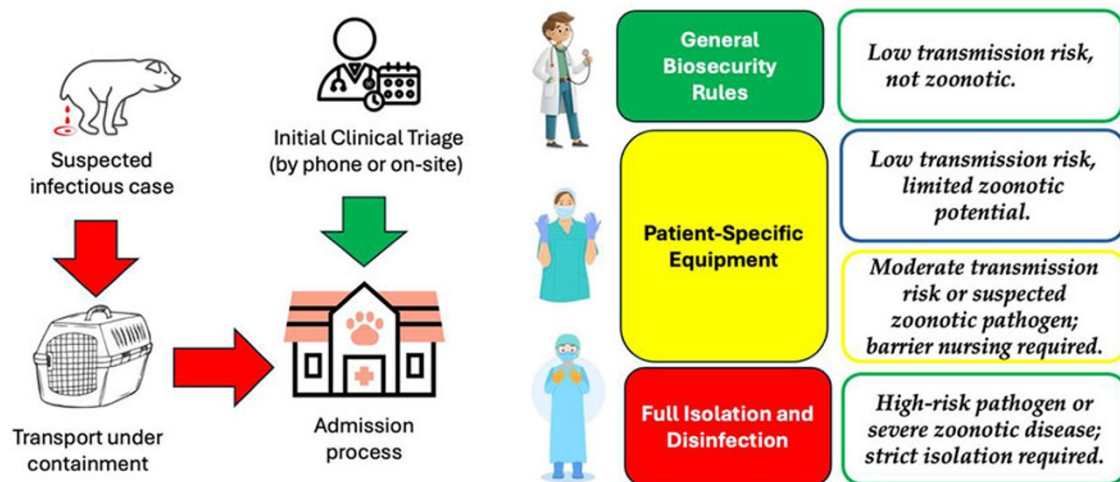 Suspected
infectious case
Initial Clinical Triage
(by phone or on-site)
Transport under
containment
Admission
process
General
Biosecurity
Rules
Low transmission risk,
not zoonotic.
Patient-Specific
Equipment
Low transmission risk,
limited zoonotic
potential.
Moderate transmission
risk or suspected
zoonotic pathogen;
barrier nursing required.
Full Isolation and
Disinfection
High-risk pathogen or
severe zoonotic disease;
strict isolation required.